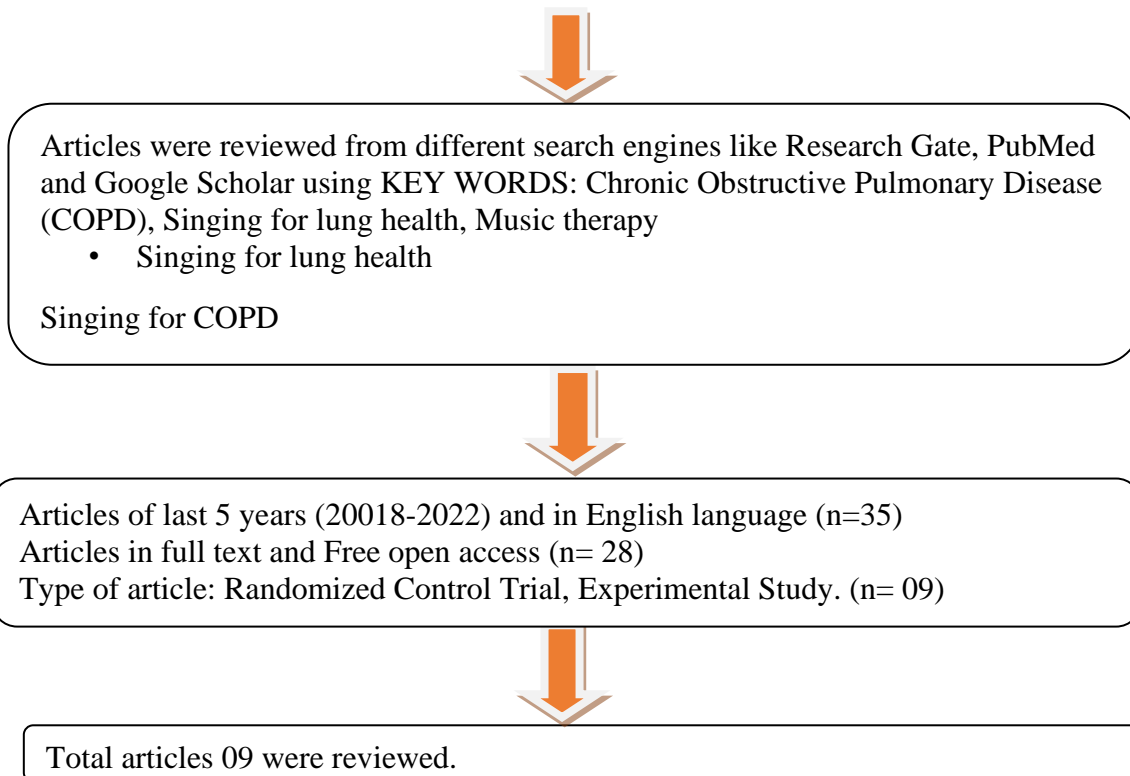 Articles were reviewed from different search engines like Research Gate, PubMed
and Google Scholar using KEY WORDS: Chronic Obstructive Pulmonary Disease
(COPD), Singing for lung health, Music therapy
• Singing for lung health
Singing for COPD
Articles of last 5 years (20018-2022) and in English language (n=35)
Articles in full text and Free open access (n= 28)
Type of article: Randomized Control Trial, Experimental Study. (n= 09)
Total articles 09 were reviewed.